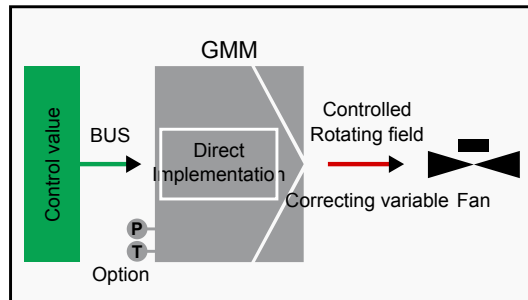 GMM
Control value
BUS
Direct
Implementation
Controlled
Rotating field
Correcting variable
Fan
P
T
Option